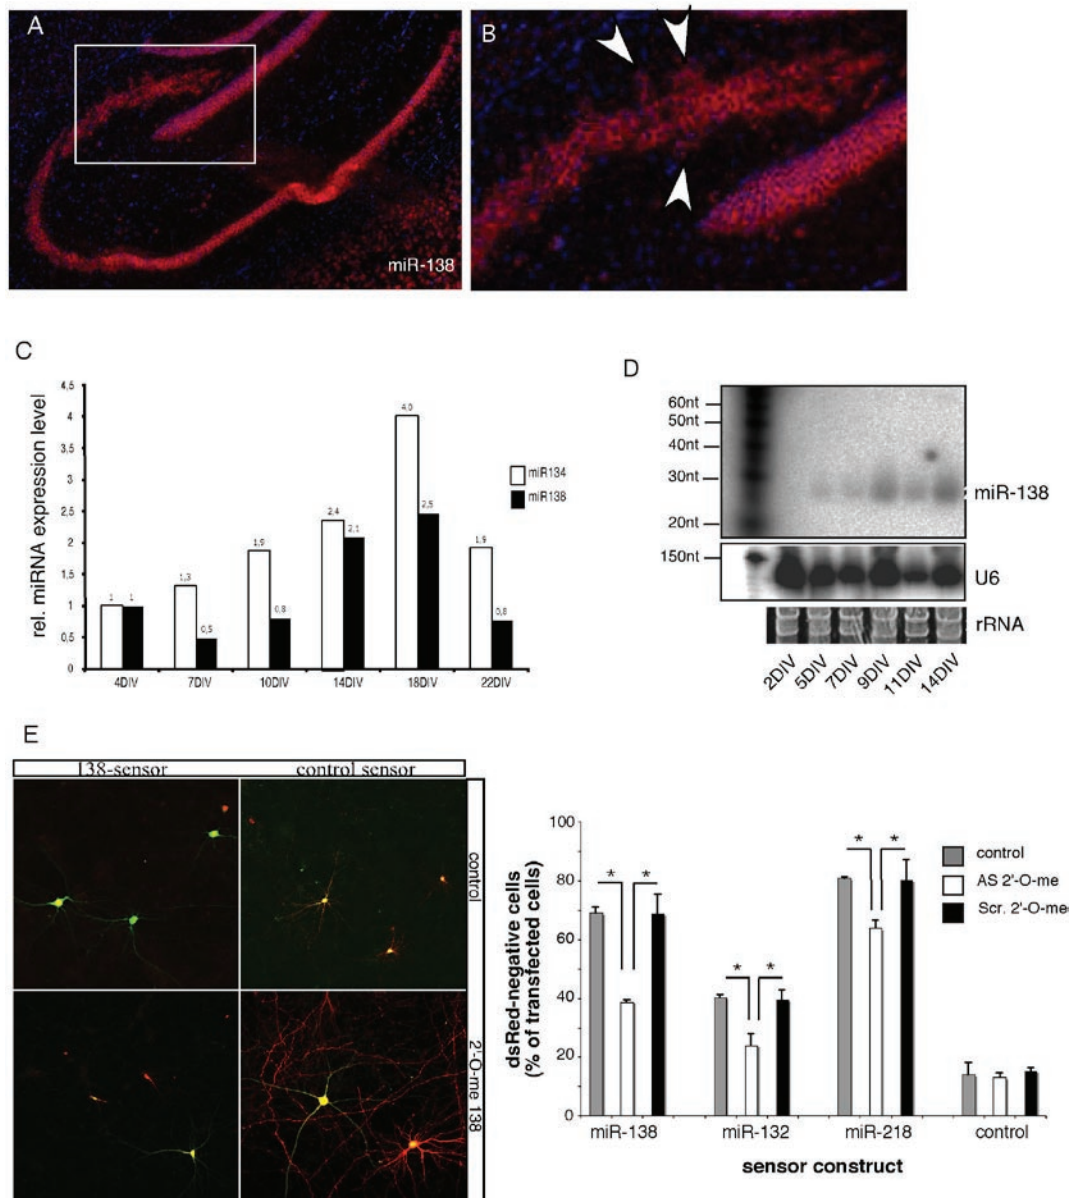 A
miR-138
B
C
rel. miRNA expression level
4,5
4
3,5
3
2,5
2
1,5
1
0,5
0
1
1
1,3
0,5
1,9
0,8
2,4
2,1
4,0
2,5
1,9
0,8
4DIV
7DIV
10DIV
14DIV
18DIV
22DIV
miR134
miR138
D
60nt
50nt
40nt
30nt
20nt
150nt
miR-138
U6
rRNA
2DIV
5DIV
7DIV
9DIV
11DIV
14DIV
E
138-sensor
control sensor
control
2'-O-me 138
dsRed-negative cells
(% of transfected cells)
100
80
60
40
20
0
* *
* *
* *
control
AS 2'-O-me
Scr. 2'-O-me
miR-138
miR-132
miR-218
control
sensor construct